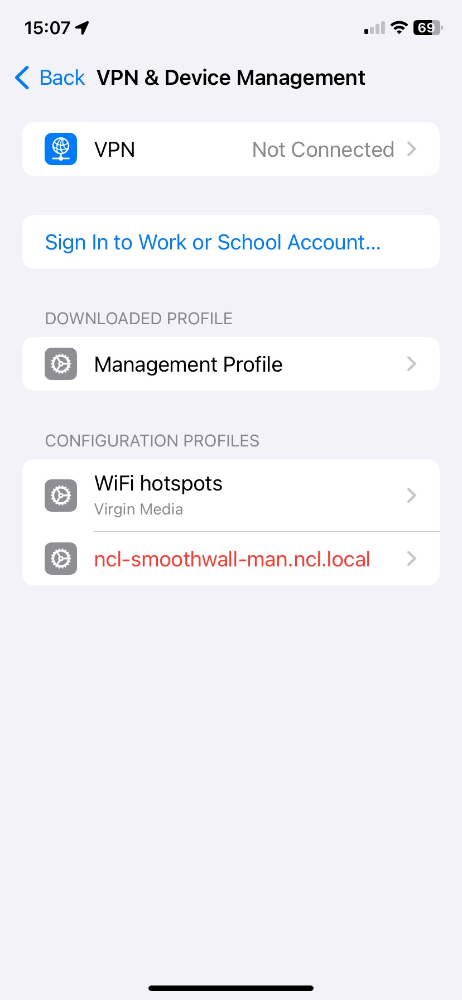 15:07
69
Back VPN & Device Management
VPN Not Connected
Sign In to Work or School Account...
DOWNLOADED PROFILE
Management Profile
CONFIGURATION PROFILES
WiFi hotspots
Virgin Media
ncl-smoothwall-man.ncl.local